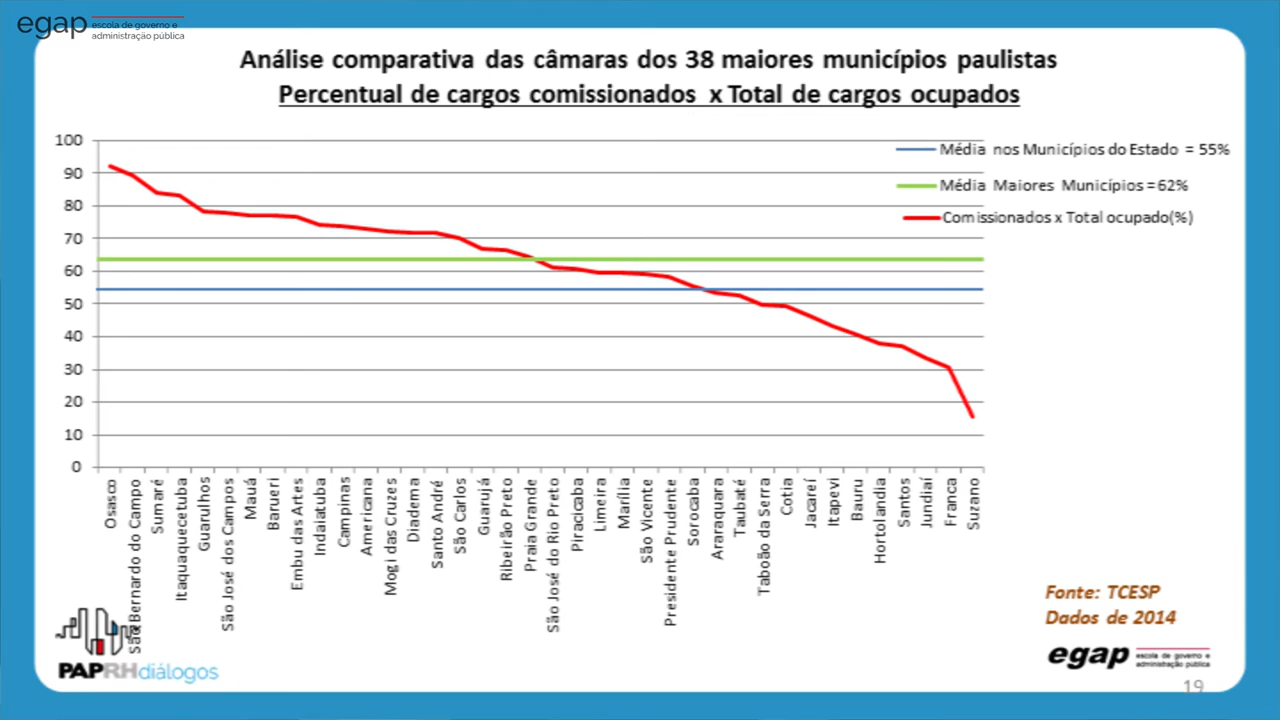 egap escola de governo e
administração pública
Análise comparativa das câmaras dos 38 maiores municípios paulistas
Percentual de cargos comissionados x Total de cargos ocupados
100
90
80
70
60
50
40
30
20
10
0
Média nos Municípios do Estado = 55%
Média Maiores Municípios =62%
Comissionados x Total ocupado(%)
Osasco
São Bernardo do Campo
Sumaré
Itaquaquecetuba
Guarulhos
São José dos Campos
Mauá
Barueri
Embu das Artes
Indaiatuba
Campinas
Americana
Mogi das Cruzes
Diadema
Santo André
São Carlos
Guarujá
Ribeirão Preto
Praia Grande
São José do Rio Preto
Piracicaba
Limeira
Marília
São Vicente
Presidente Prudente
Sorocaba
Araraquara
Taubaté
Taboão da Serra
Cotia
Jacareí
Itapevi
Bauru
Hortolandia
Santos
Jundiaí
Franca
Suzano
Fonte: TCESP
Dados de 2014
PAPRHdiálogos
egap escola de governo e
administração pública
19